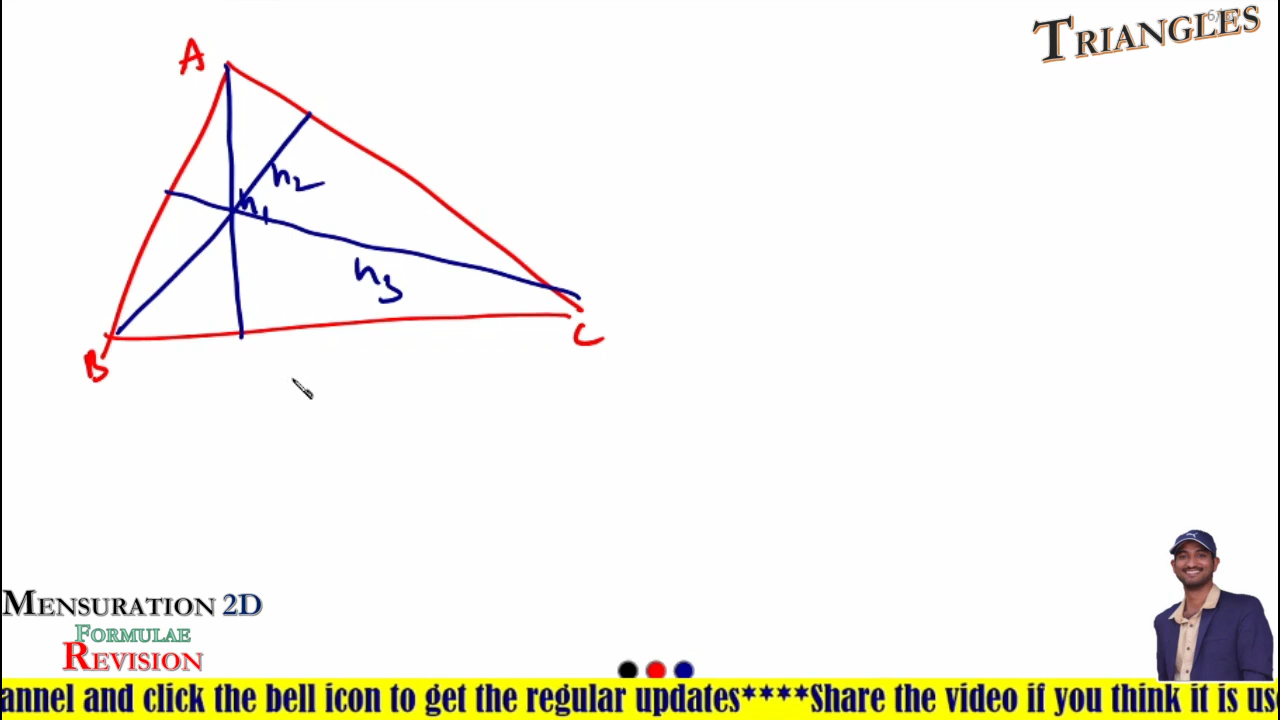 6/
TRIANGLES
A
h2
h1
h3
B
C
MENSURATION 2D
FORMULAE
REVISION
annel and click the bell icon to get the regular updates****Share the video if you think it is us